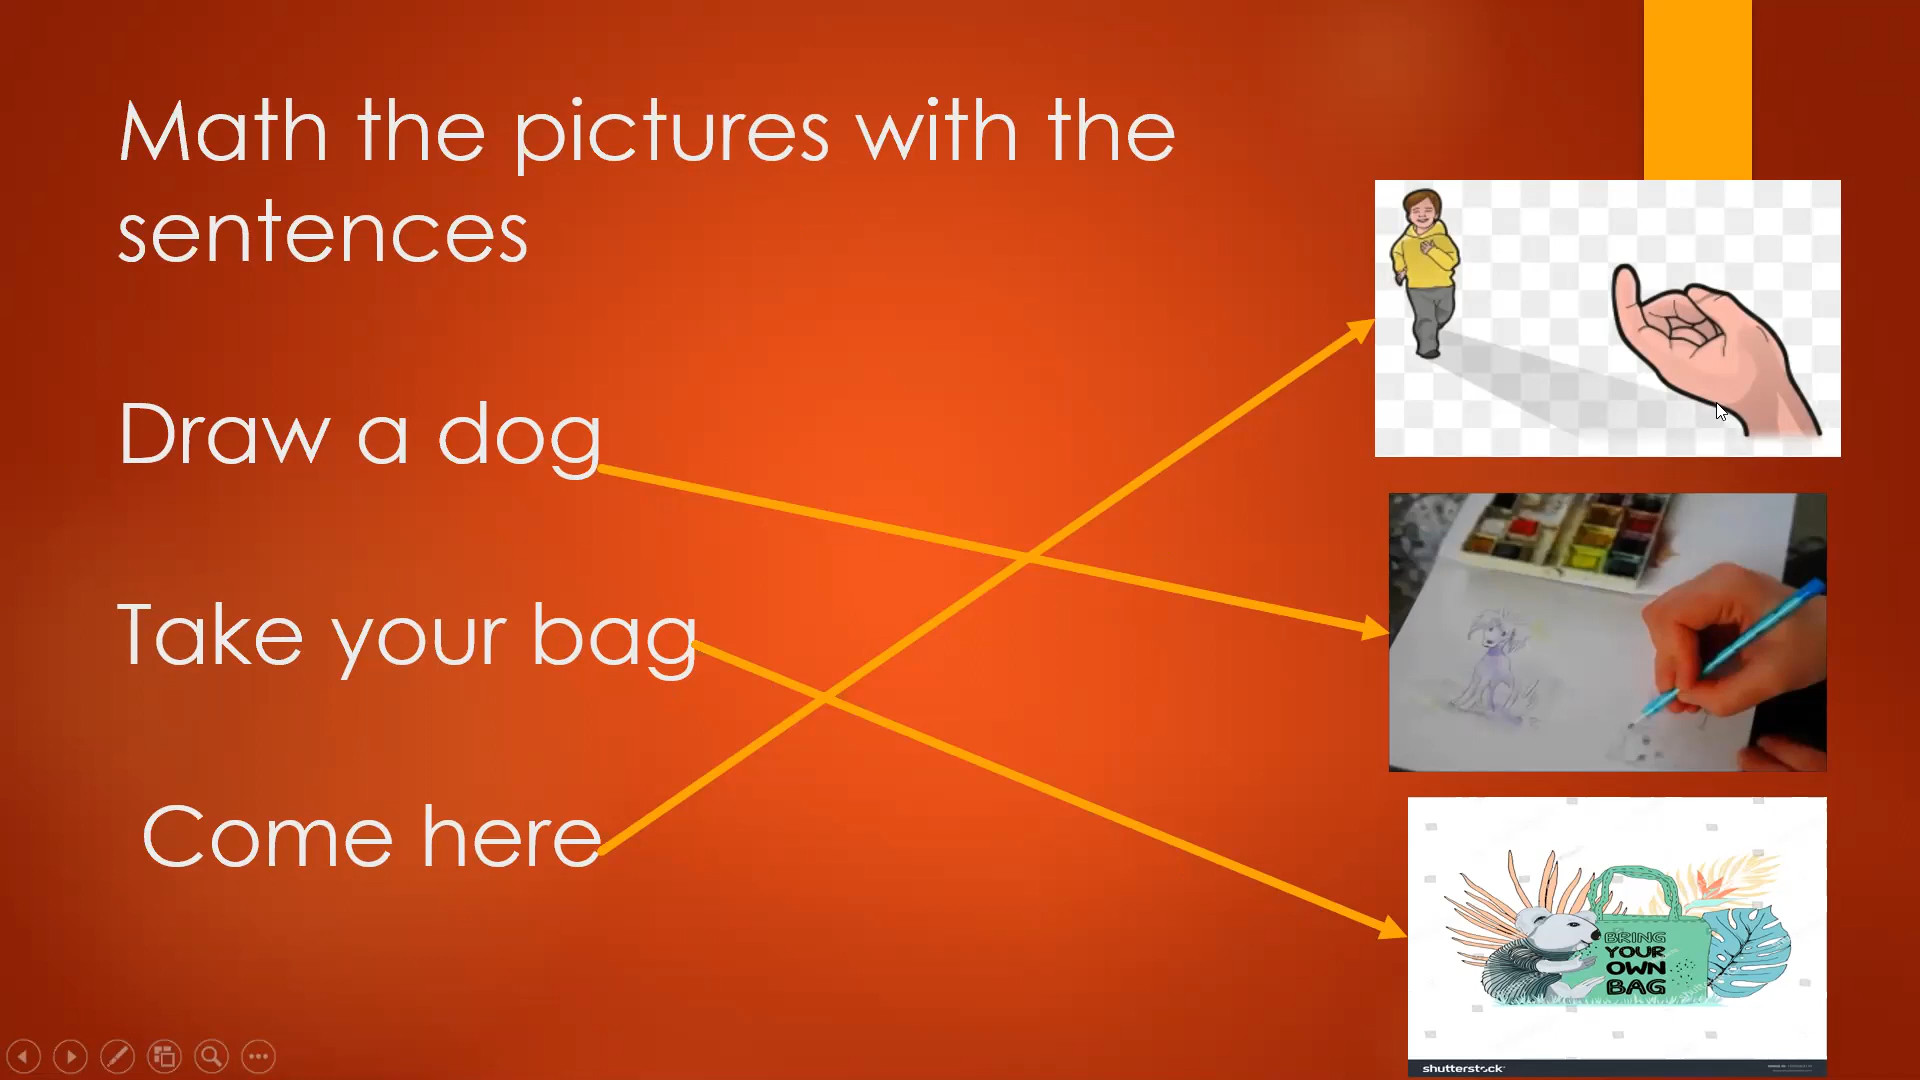 Math the pictures with the
sentences
Draw a dog
Take your bag
Come here
BRING
YOUR
OWN
BAG
shutterstock